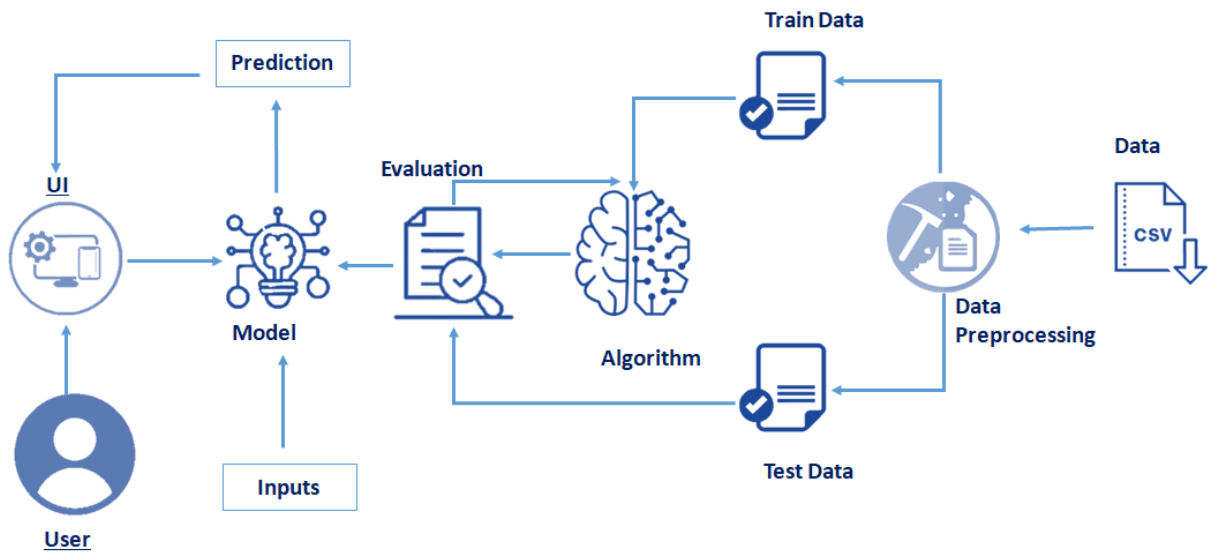 Train Data
Prediction
Data
Evaluation
UI
CSV
Data
Preprocessing
Model
Algorithm
Test Data
Inputs
User